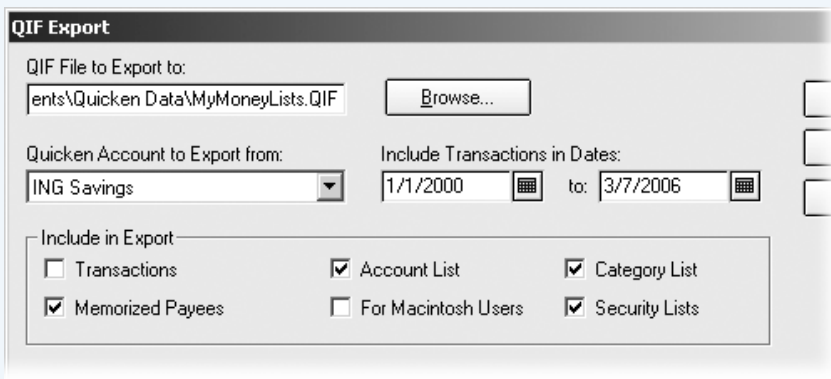 QIF Export
QIF File to Export to:
ents\Quicken Data\MyMoneyLists.QIF
Browse...
Quicken Account to Export from:
Include Transactions in Dates:
ING Savings
1/1/2000
to:
3/7/2006
Include in Export
Transactions
Account List
Category List
Memorized Payees
For Macintosh Users
Security Lists